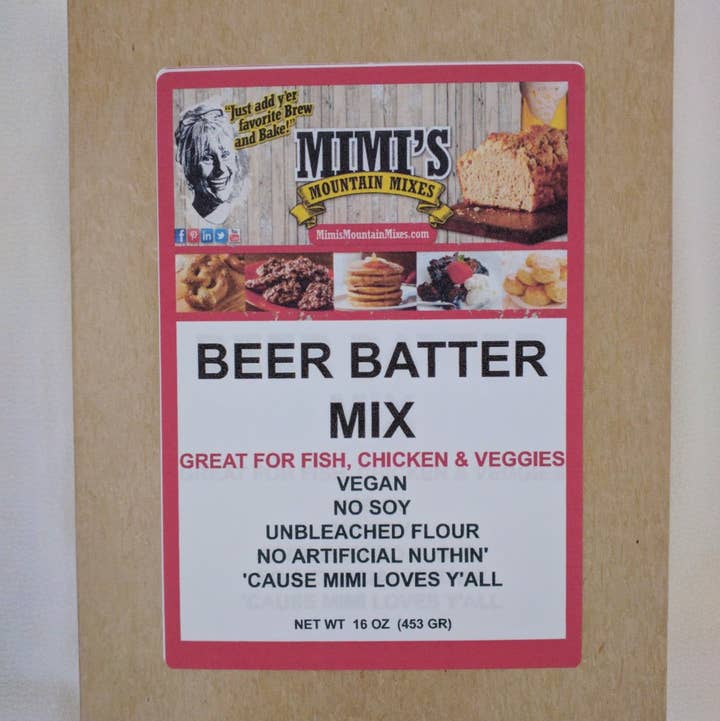 "Just add y'er
favorite Brew
and Bake!"
MIMI'S
MOUNTAIN MIXES
MimisMountainMixes.com
BEER BATTER
MIX
GREAT FOR FISH, CHICKEN & VEGGIES
VEGAN
NO SOY
UNBLEACHED FLOUR
NO ARTIFICIAL NUTHIN'
'CAUSE MIMI LOVES Y'ALL
NET WT 16 OZ (453 GR)